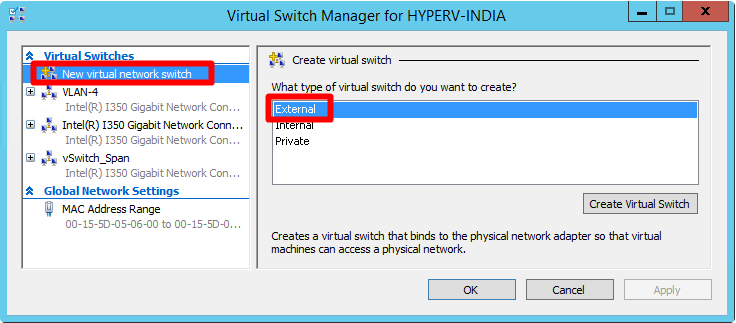 Virtual Switch Manager for HYPERV-INDIA
Virtual Switches
New virtual network switch
VLAN-4
Intel(R) I350 Gigabit Network Con...
Intel(R) I350 Gigabit Network Conn...
Intel(R) I350 Gigabit Network Con...
vSwitch_Span
Intel(R) I350 Gigabit Network Con...
Global Network Settings
MAC Address Range
00-15-5D-05-06-00 to 00-15-5D-0...
Create virtual switch
What type of virtual switch do you want to create?
External
Internal
Private
Create Virtual Switch
Creates a virtual switch that binds to the physical network adapter so that virtual
machines can access a physical network.
OK
Cancel
Apply